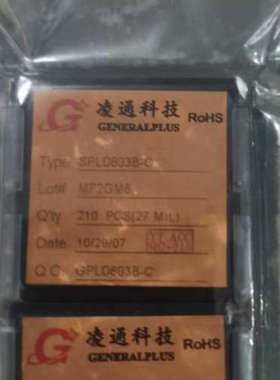 凌通科技 RoHS
GENERALPLUS
Type: SPLD803B-C
Lot#: MF2GM8
Q'ty 210 PCS(27 MIL)
Date: 10/29/07
Q C: GPLD803B-C
凌通科技 RoHS
GENERALPLUS